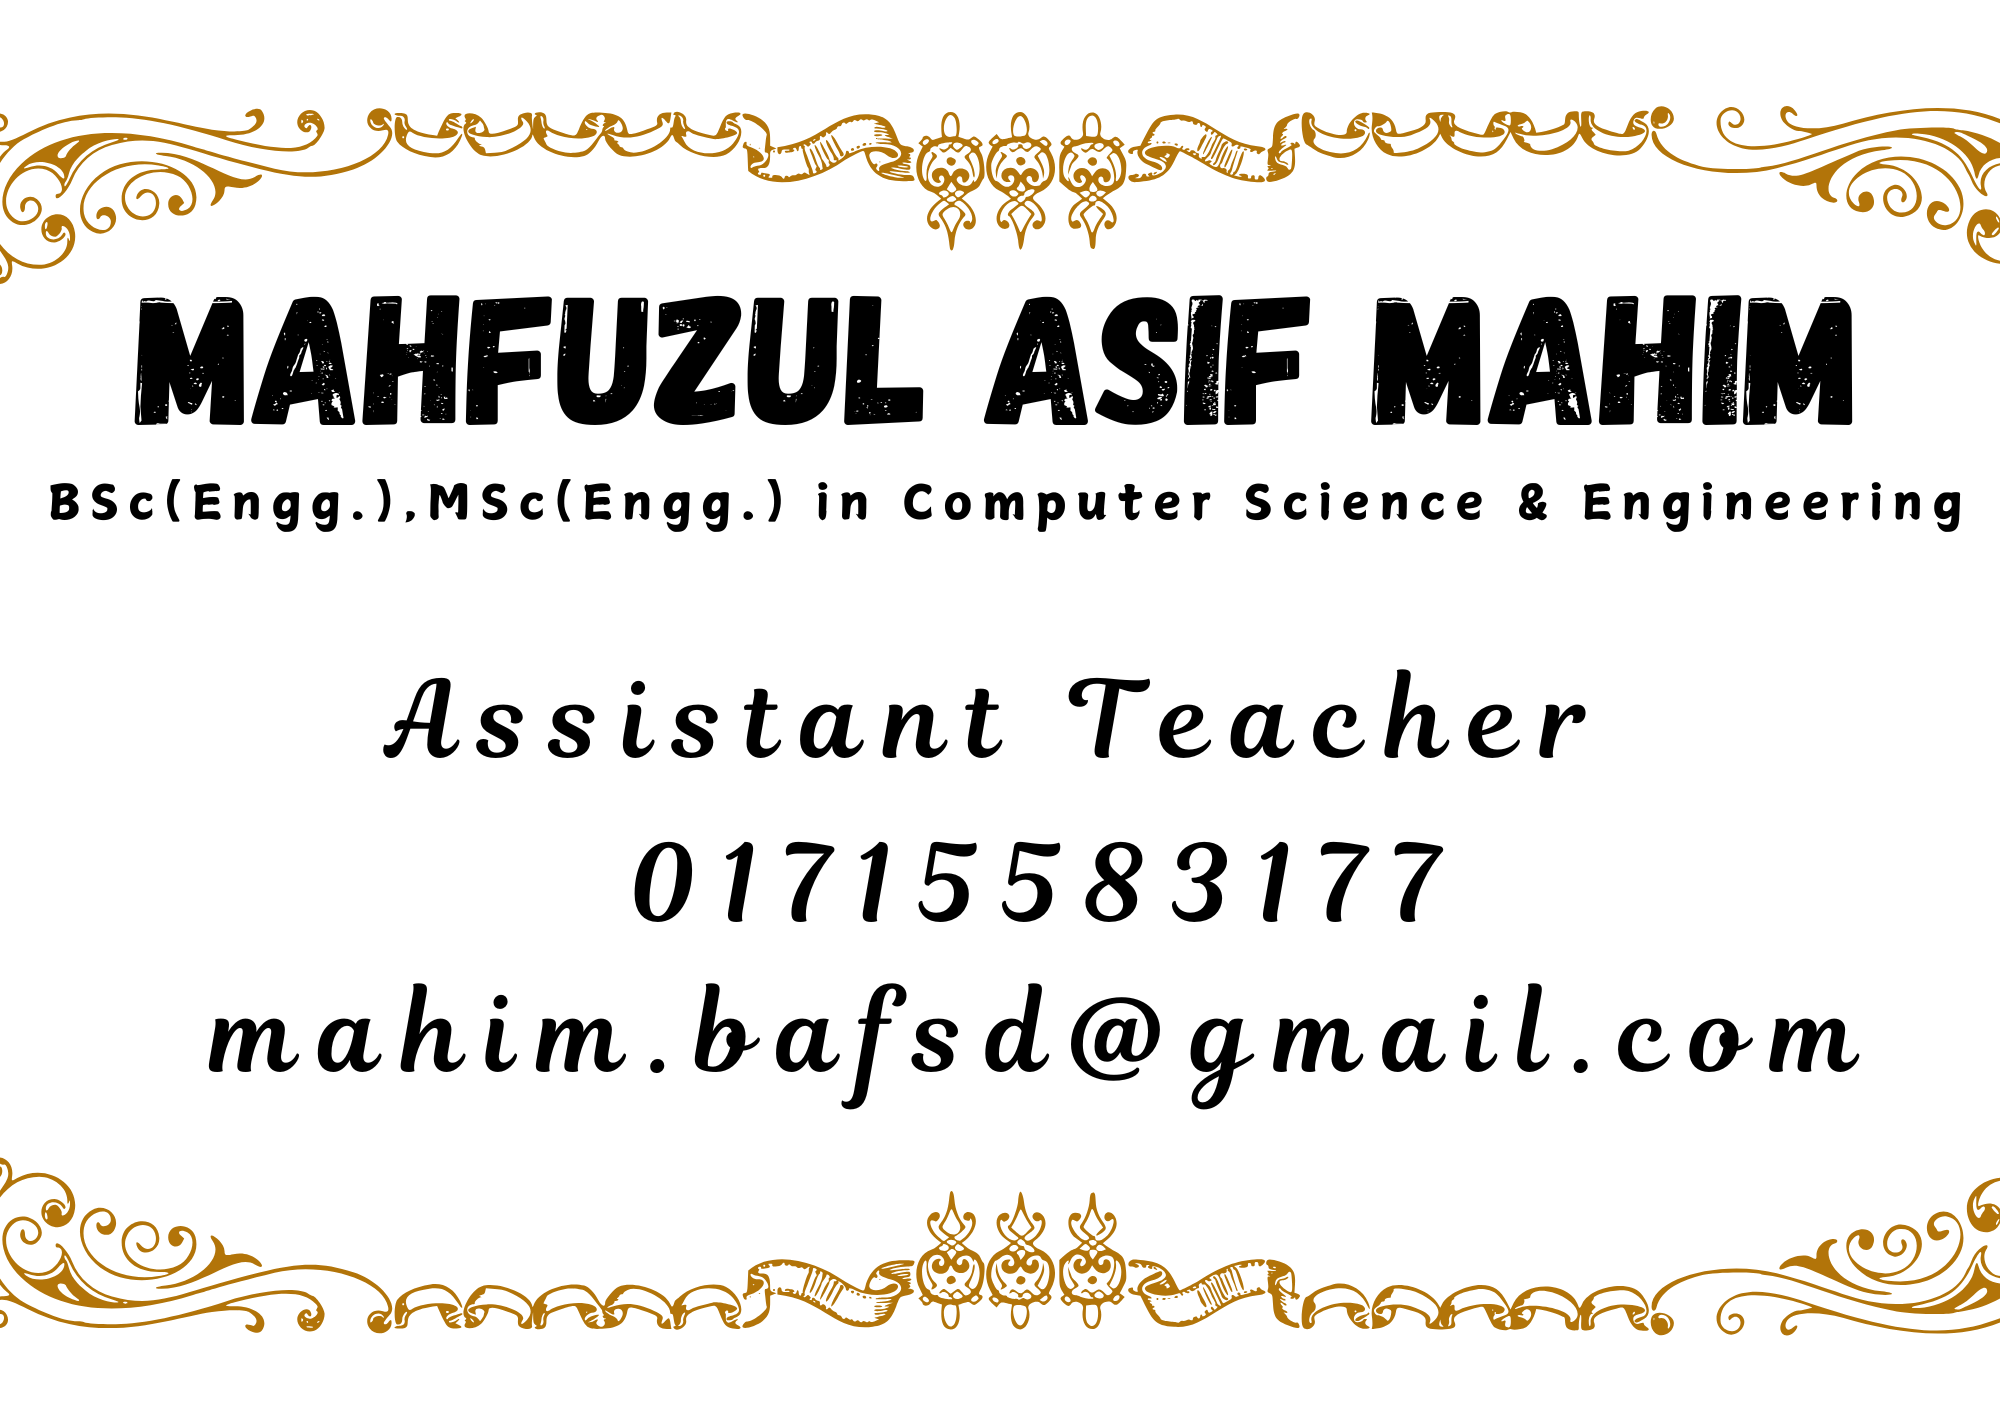 MAHFUZUL ASIF MAHIM
BSc(Engg.),MSc(Engg.) in Computer Science & Engineering
Assistant Teacher
01715583177
mahim.bafsd@gmail.com